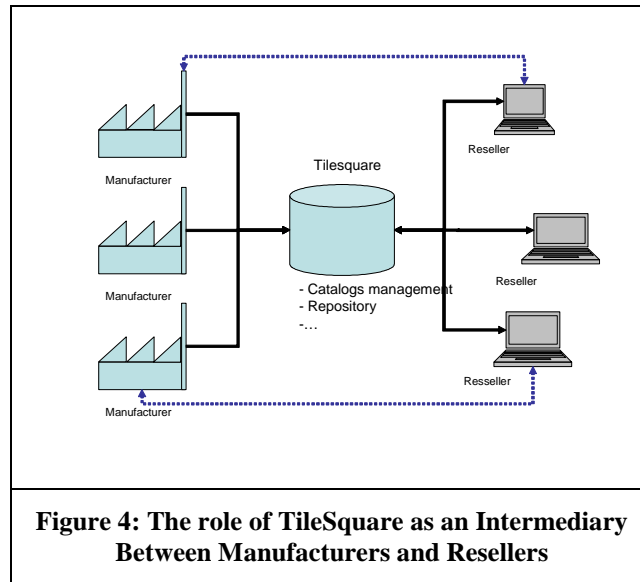 Reseller
Manufacturer
Tilesquare
Manufacturer
Reseller
- Catalogs management
- Repository
-...
Manufacturer
Resseller
Figure 4: The role of TileSquare as an Intermediary
Between Manufacturers and Resellers